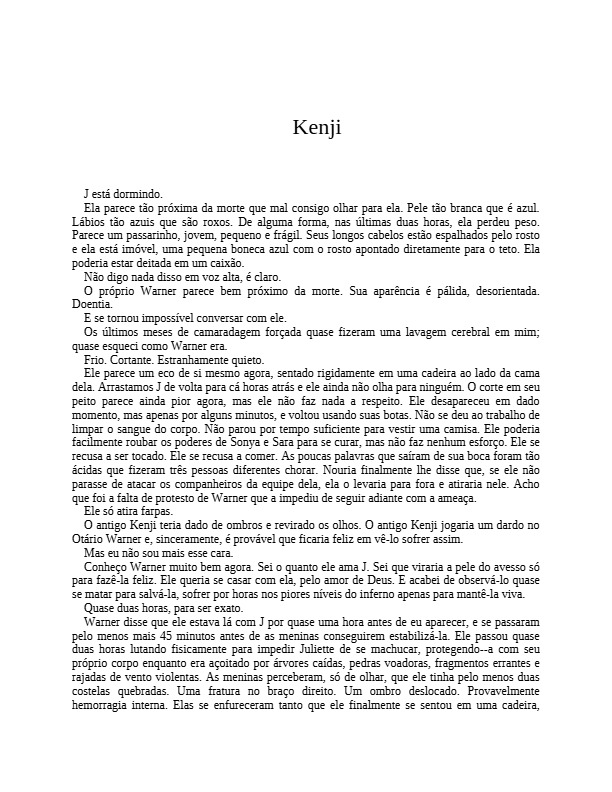 Kenji
J está dormindo.
Ela parece tão próxima da morte que mal consigo olhar para ela. Pele tão branca que é azul.
Lábios tão azuis que são roxos. De alguma forma, nas últimas duas horas, ela perdeu peso.
Parece um passarinho, jovem, pequeno e frágil. Seus longos cabelos estão espalhados pelo rosto
e ela está imóvel, uma pequena boneca azul com o rosto apontado diretamente para o teto. Ela
poderia estar deitada em um caixão.
Não digo nada disso em voz alta, é claro.
O próprio Warner parece bem próximo da morte. Sua aparência é pálida, desorientada.
Doentia.
E se tornou impossível conversar com ele.
Os últimos meses de camaradagem forçada quase fizeram uma lavagem cerebral em mim;
quase esqueci como Warner era.
Frio. Cortante. Estranhamente quieto.
Ele parece um eco de si mesmo agora, sentado rigidamente em uma cadeira ao lado da cama
dela. Arrastamos J de volta para cá horas atrás e ele ainda não olha para ninguém. O corte em seu
peito parece ainda pior agora, mas ele não faz nada a respeito. Ele desapareceu em dado
momento, mas apenas por alguns minutos, e voltou usando suas botas. Não se deu ao trabalho de
limpar o sangue do corpo. Não parou por tempo suficiente para vestir uma camisa. Ele poderia
facilmente roubar os poderes de Sonya e Sara para se curar, mas não faz nenhum esforço. Ele se
recusa a ser tocado. Ele se recusa a comer. As poucas palavras que saíram de sua boca foram tão
ácidas que fizeram três pessoas diferentes chorar. Nouria finalmente lhe disse que, se ele não
parasse de atacar os companheiros da equipe dela, ela o levaria para fora e atiraria nele. Acho
que foi a falta de protesto de Warner que a impediu de seguir adiante com a ameaça.
Ele só atira farpas.
O antigo Kenji teria dado de ombros e revirado os olhos. O antigo Kenji jogaria um dardo no
Otário Warner e, sinceramente, é provável que ficaria feliz em vê-lo sofrer assim.
Mas eu não sou mais esse cara.
Conheço Warner muito bem agora. Sei o quanto ele ama J. Sei que viraria a pele do avesso só
para fazê-la feliz. Ele queria se casar com ela, pelo amor de Deus. E acabei de observá-lo quase
se matar para salvá-la, sofrer por horas nos piores níveis do inferno apenas para mantê-la viva.
Quase duas horas, para ser exato.
Warner disse que ele estava lá com J por quase uma hora antes de eu aparecer, e se passaram
pelo menos mais 45 minutos antes de as meninas conseguirem estabilizá-la. Ele passou quase
duas horas lutando fisicamente para impedir Juliette de se machucar, protegendo--a com seu
próprio corpo enquanto era açoitado por árvores caídas, pedras voadoras, fragmentos errantes e
rajadas de vento violentas. As meninas perceberam, só de olhar, que ele tinha pelo menos duas
costelas quebradas. Uma fratura no braço direito. Um ombro deslocado. Provavelmente
hemorragia interna. Elas se enfureceram tanto que ele finalmente se sentou em uma cadeira,